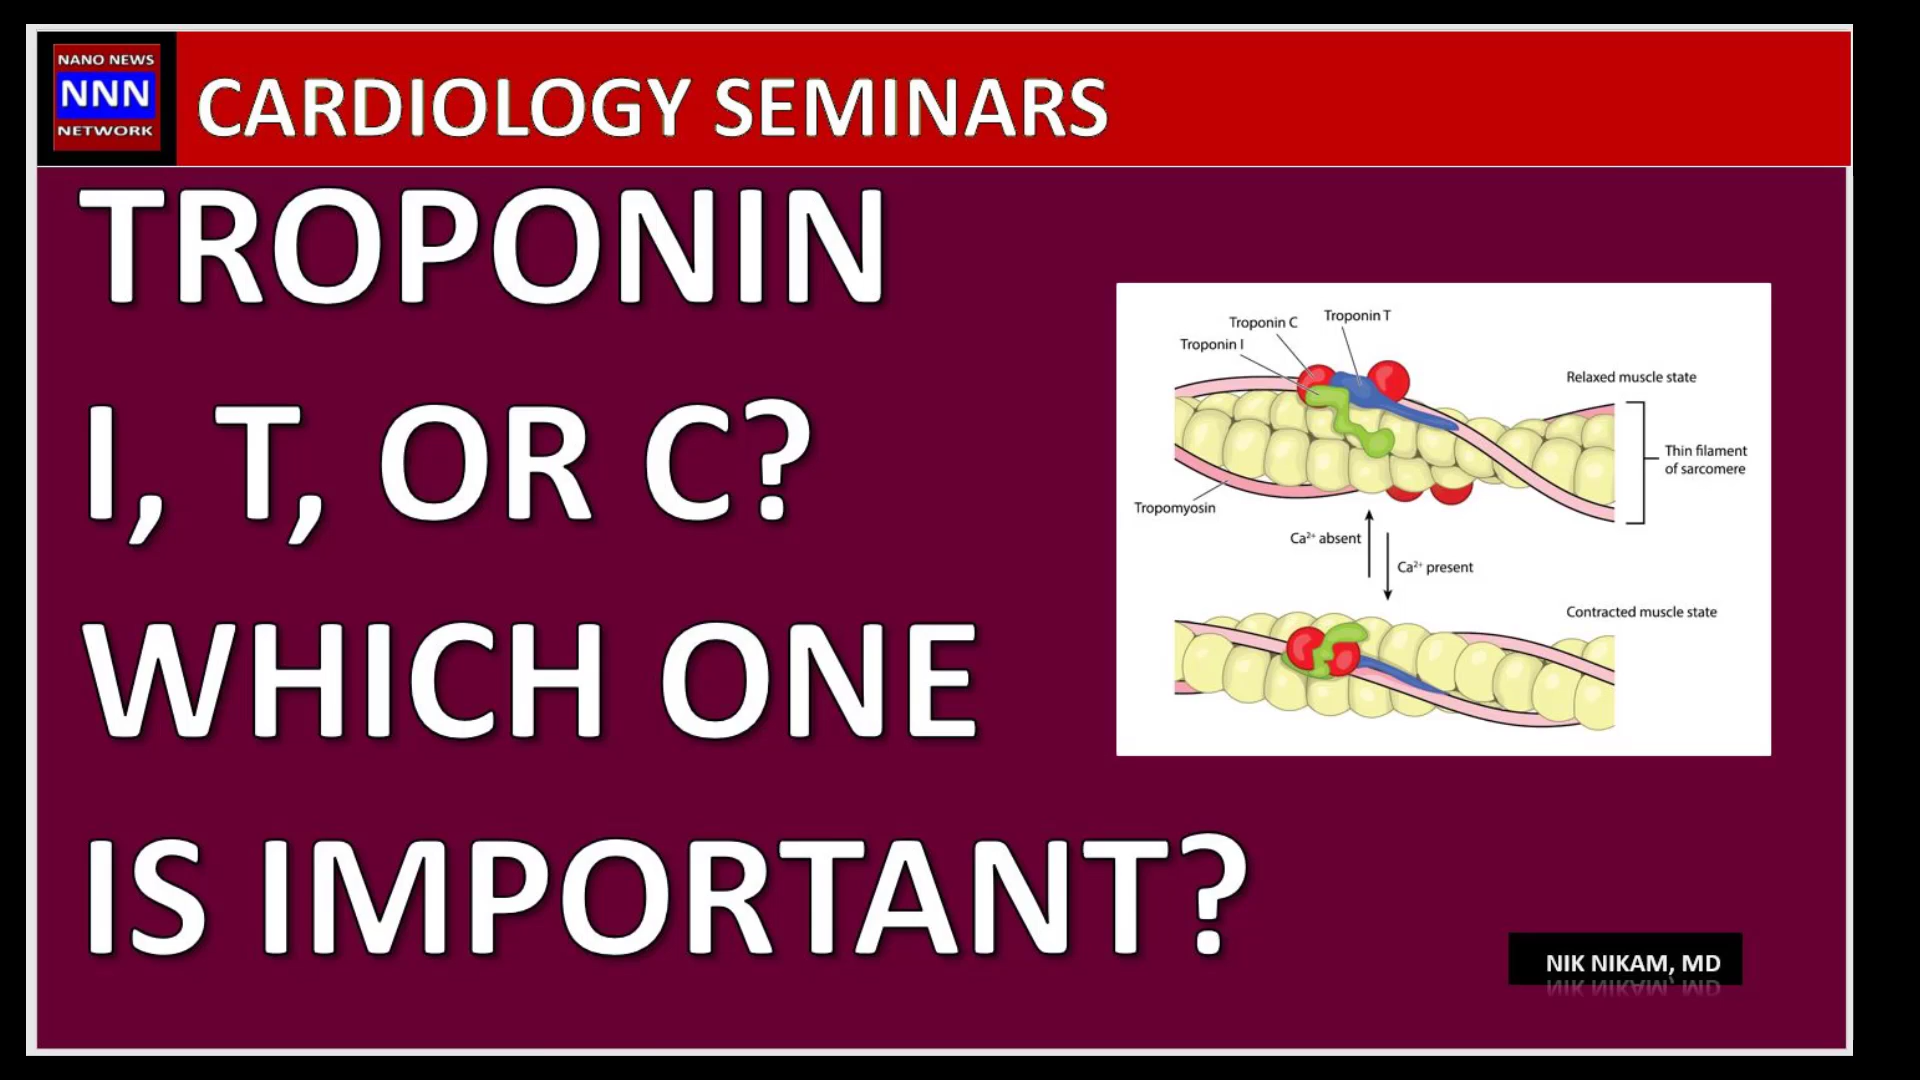 NANO NEWS
NNN
NETWORK
CARDIOLOGY SEMINARS
TROPONIN
I, T, OR C?
WHICH ONE
IS IMPORTANT?
Troponin T
Troponin C
Troponin I
Relaxed muscle state
Thin filament
of sarcomere
Tropomyosin
Ca²⁺ absent
Ca²⁺ present
Contracted muscle state
NIK NIKAM, MD